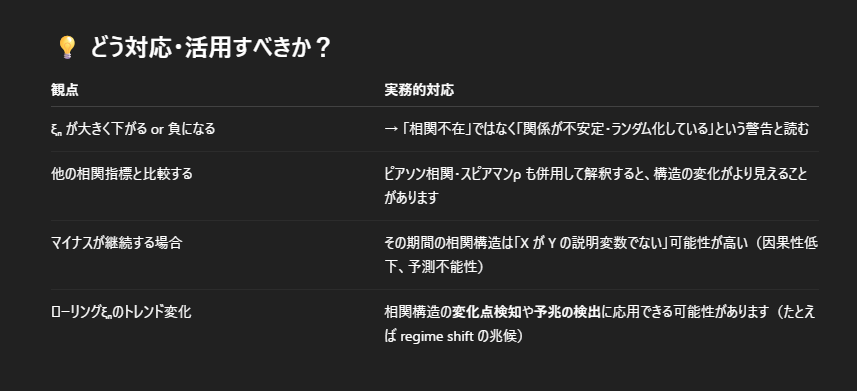 💡 どう対応・活用すべきか？
観点 実務的対応
ξₙ が大きく下がる or 負になる → 「相関不在」ではなく「関係が不安定・ランダム化している」という警告と読む
他の相関指標と比較する ピアソン相関・スピアマンρ も併用して解釈すると、構造の変化がより見えること
があります
マイナスが継続する場合 その期間の相関構造は「X が Y の説明変数でない」可能性が高い（因果性低
下、予測不能性）
ローリングξₙのトレンド変化 相関構造の変化点検知や予兆の検出に応用できる可能性があります（たとえ
ば regime shift の兆候）